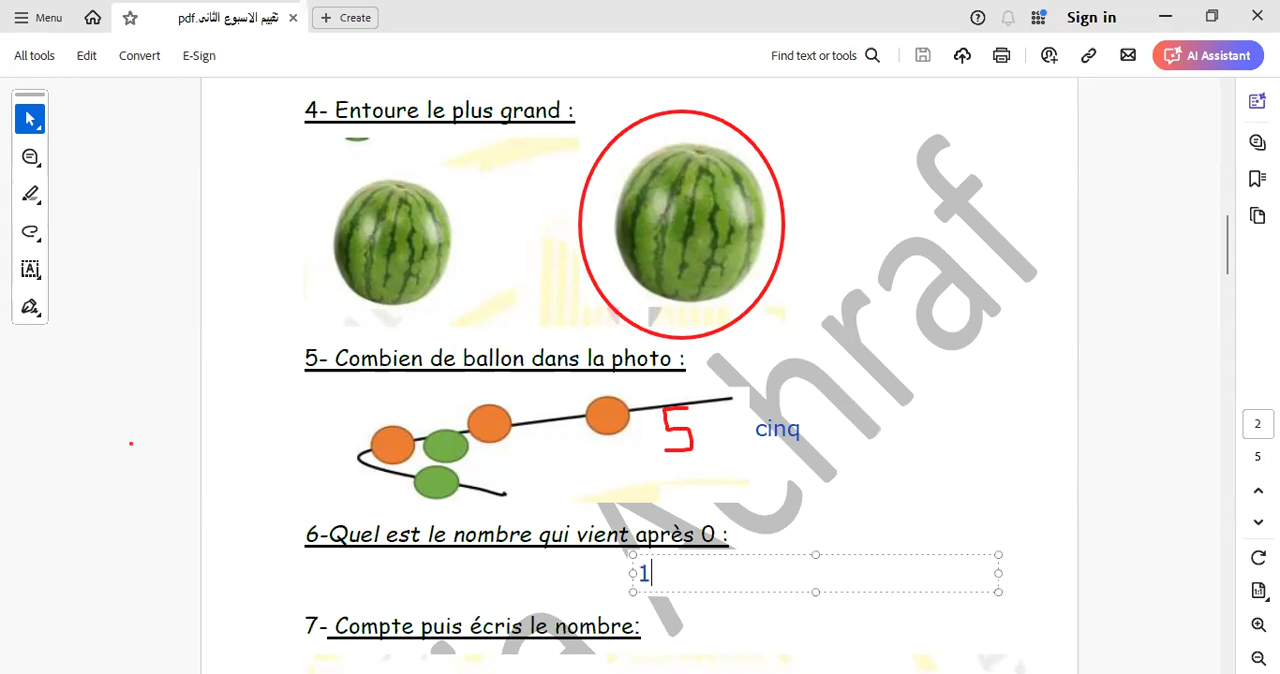 Menu
تقييم الاسبوع الثانى.pdf
Create
Sign in
All tools
Edit
Convert
E-Sign
Find text or tools
AI Assistant
4- Entoure le plus grand :
5- Combien de ballon dans la photo :
5
cinq
6-Quel est le nombre qui vient après 0 :
1
7- Compte puis écris le nombre:
Achraf
2
5